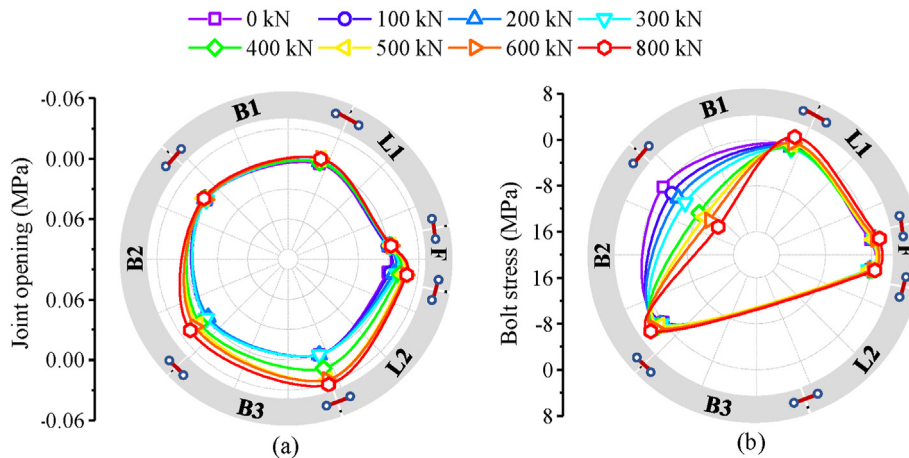 0 kN 100 kN 200 kN 300 kN
400 kN 500 kN 600 kN 800 kN
Joint opening (MPa)
-0.06
0.00
0.06
0.06
0.00
-0.06
B1
L1
F
L2
B3
B2
(a)
Bolt stress (MPa)
8
0
-8
16
16
-8
0
8
B1
L1
F
L2
B3
B2
(b)